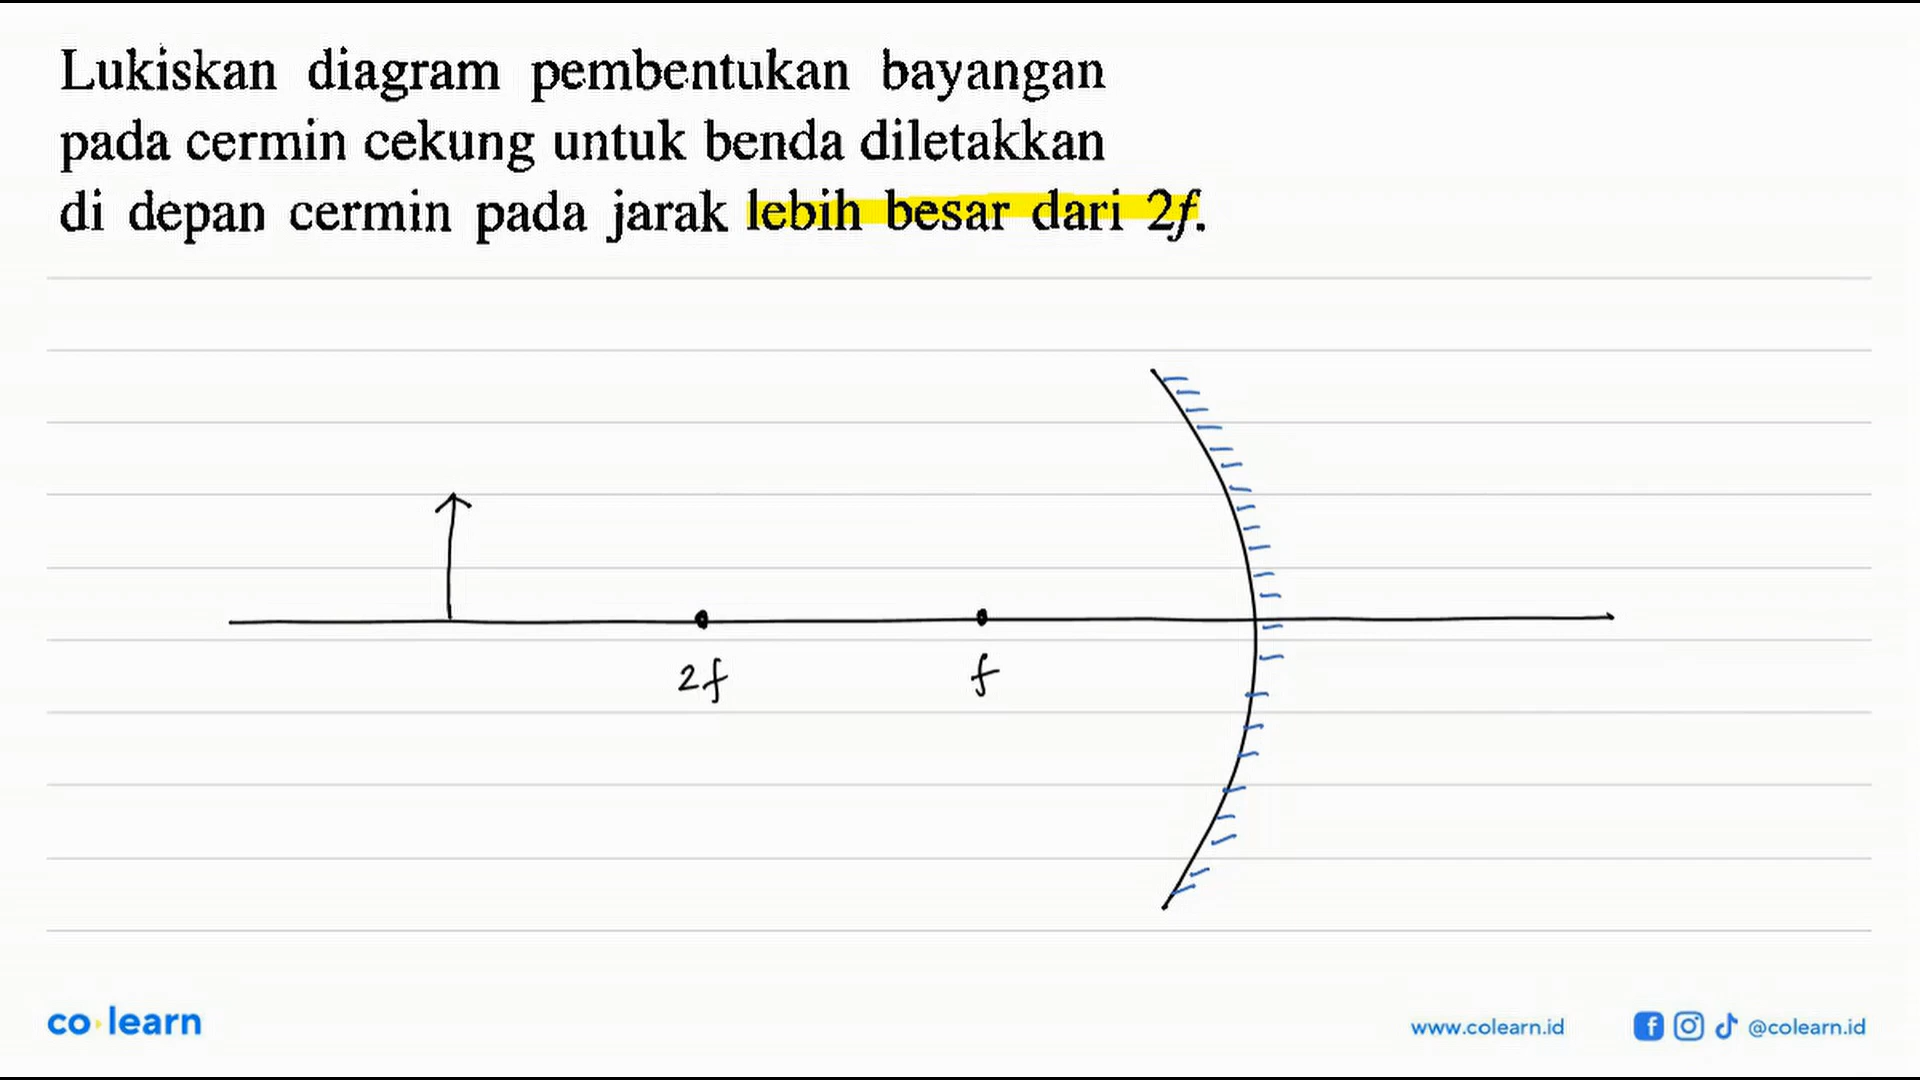 Lukiskan diagram pembentukan bayangan
pada cermin cekung untuk benda diletakkan
di depan cermin pada jarak lebih besar dari 2f.
2f
f
co learn
www.colearn.id
@colearn.id